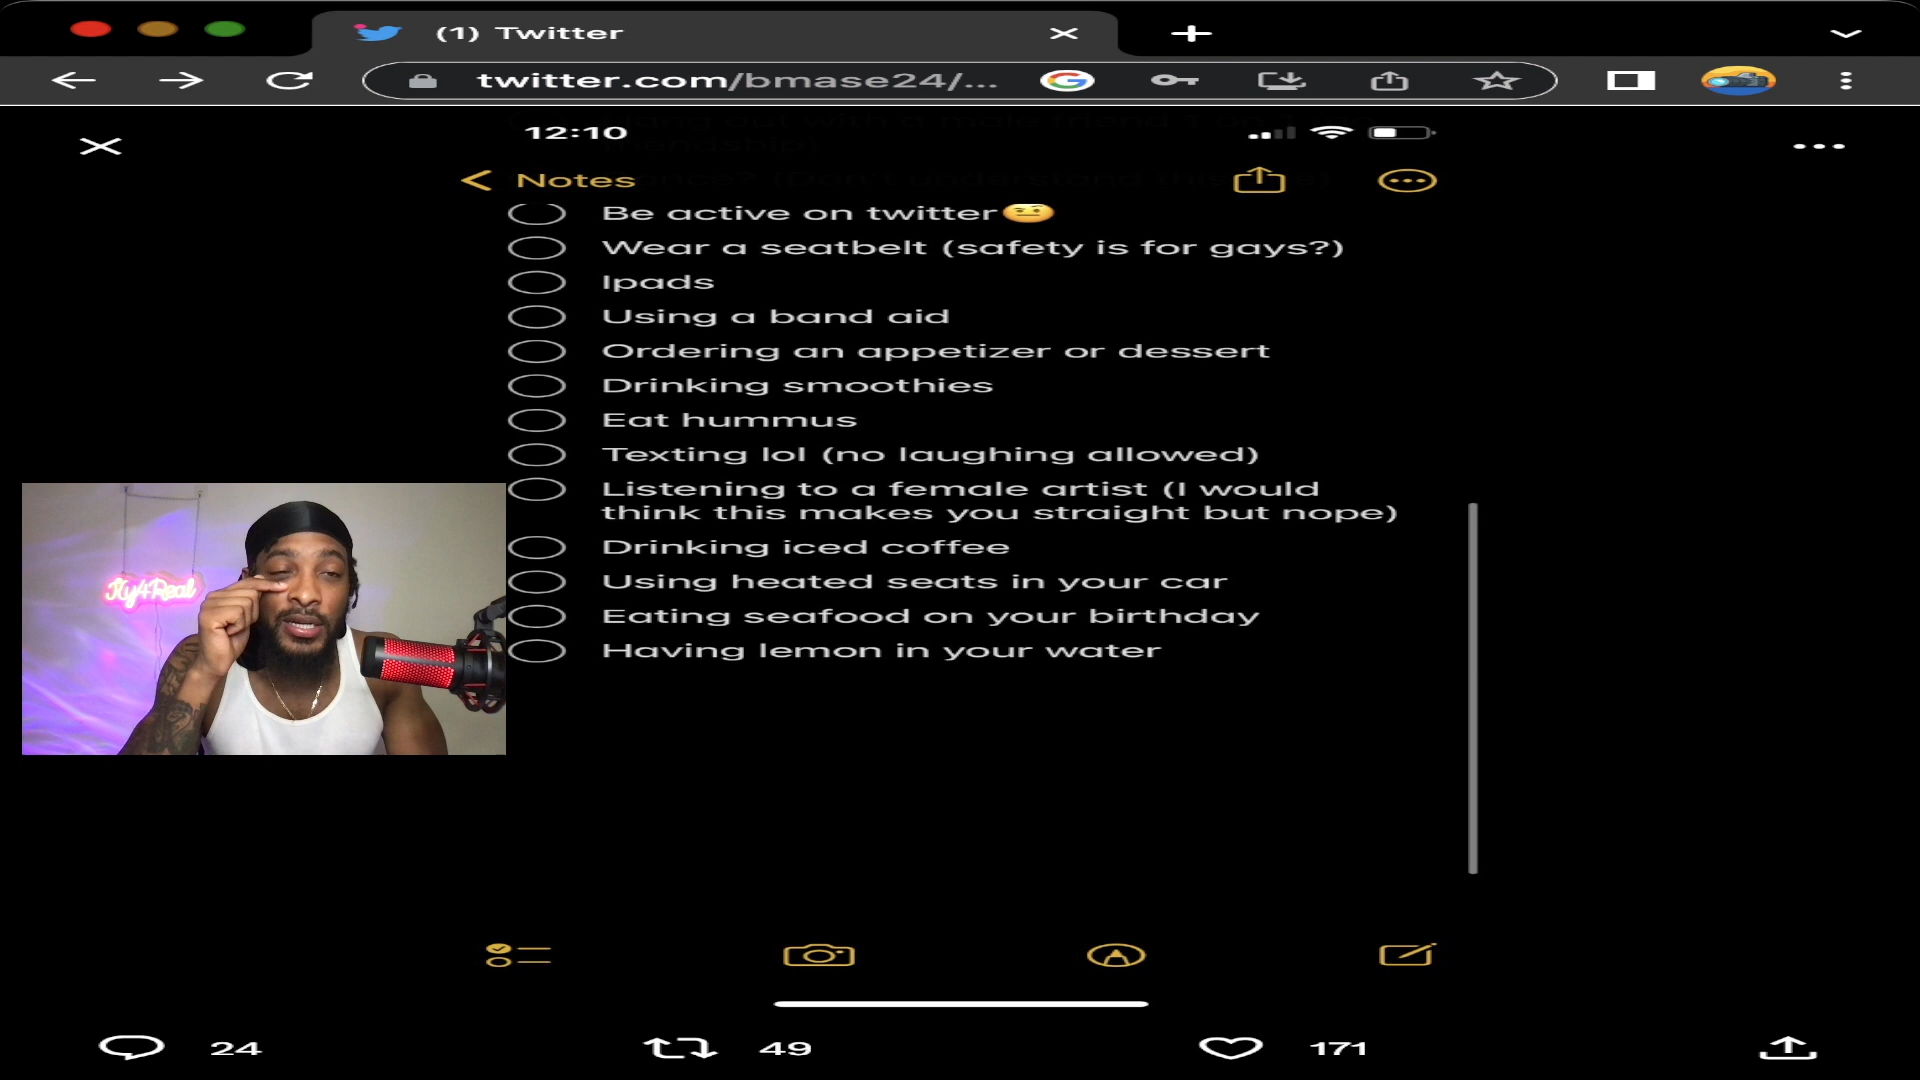 (1) Twitter
twitter.com/bmase24/...
12:10
Notes
Be active on twitter🤨
Wear a seatbelt (safety is for gays?)
Ipads
Using a band aid
Ordering an appetizer or dessert
Drinking smoothies
Eat hummus
Texting lol (no laughing allowed)
Listening to a female artist (I would
think this makes you straight but nope)
Drinking iced coffee
Using heated seats in your car
Eating seafood on your birthday
Having lemon in your water
Fly4Real
24
49
171